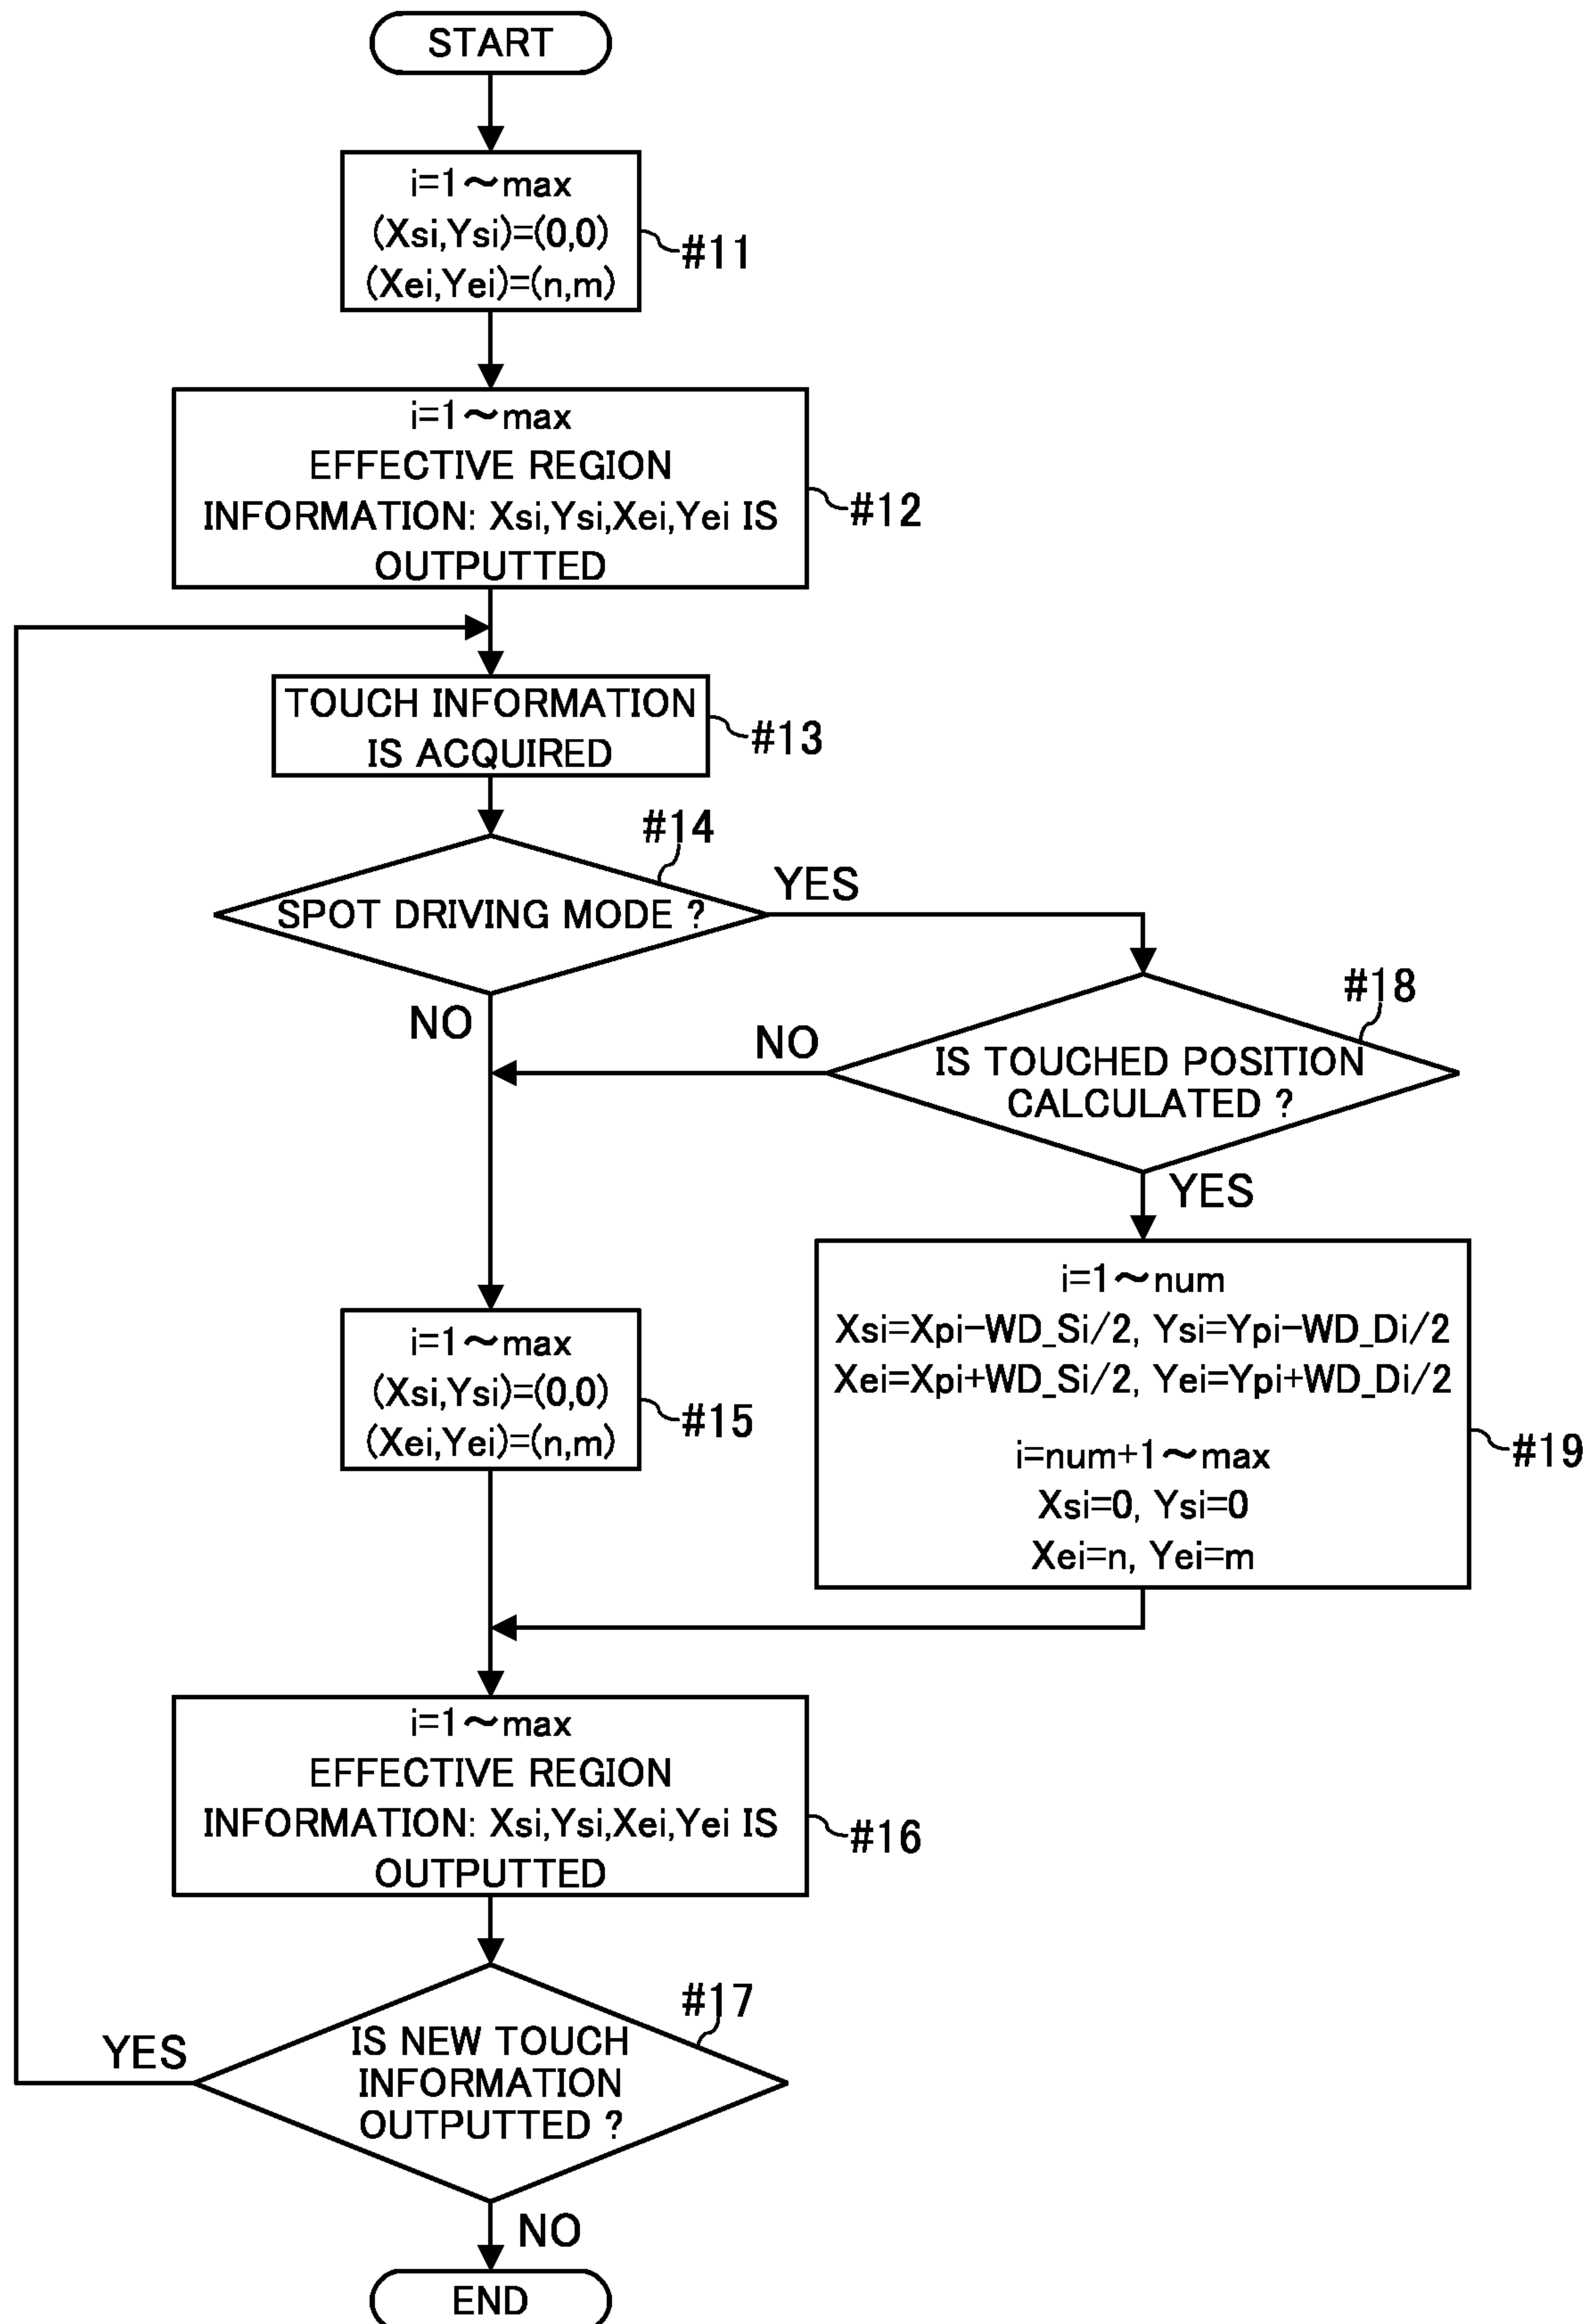 START
i=1～max
(Xsi,Ysi)=(0,0)
(Xei,Yei)=(n,m)
#11
i=1～max
EFFECTIVE REGION
INFORMATION: Xsi,Ysi,Xei,Yei IS
OUTPUTTED
#12
TOUCH INFORMATION
IS ACQUIRED
#13
#14
SPOT DRIVING MODE ?
YES
NO
#18
IS TOUCHED POSITION
CALCULATED ?
NO
YES
i=1～max
(Xsi,Ysi)=(0,0)
(Xei,Yei)=(n,m)
#15
i=1～num
Xsi=Xpi-WD_Si/2, Ysi=Ypi-WD_Di/2
Xei=Xpi+WD_Si/2, Yei=Ypi+WD_Di/2
i=num+1～max
Xsi=0, Ysi=0
Xei=n, Yei=m
#19
i=1～max
EFFECTIVE REGION
INFORMATION: Xsi,Ysi,Xei,Yei IS
OUTPUTTED
#16
#17
IS NEW TOUCH
INFORMATION
OUTPUTTED ?
YES
NO
END